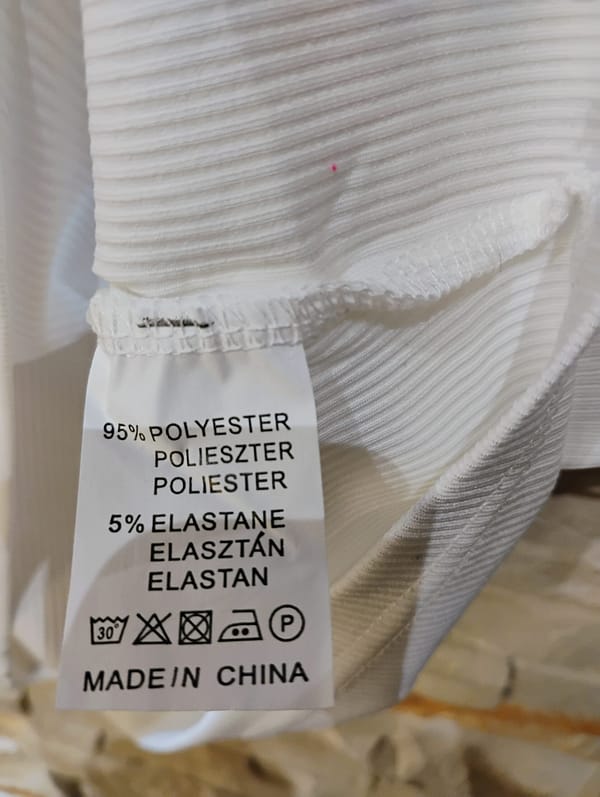 95% POLYESTER
POLIESZTER
POLIESTER
5% ELASTANE
ELASZTÁN
ELASTAN
30° P
MADE IN CHINA